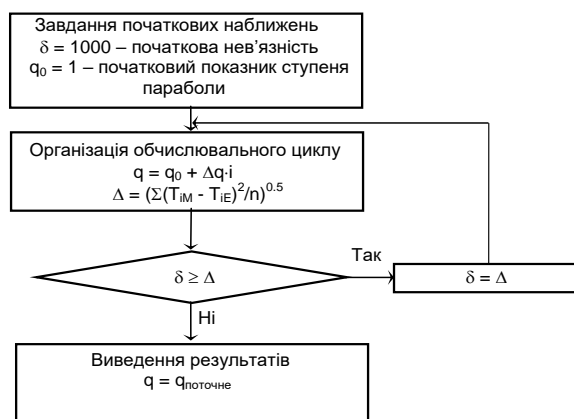 Завдання початкових наближень
δ = 1000 – початкова нев’язність
q₀ = 1 – початковий показник ступеня
параболи
Організація обчислювального циклу
q = q₀ + Δq·i
Δ = (Σ(TiM - TiE)²/n)⁰·⁵
Так
δ ≥ Δ
δ = Δ
Ні
Виведення результатів
q = qпоточне